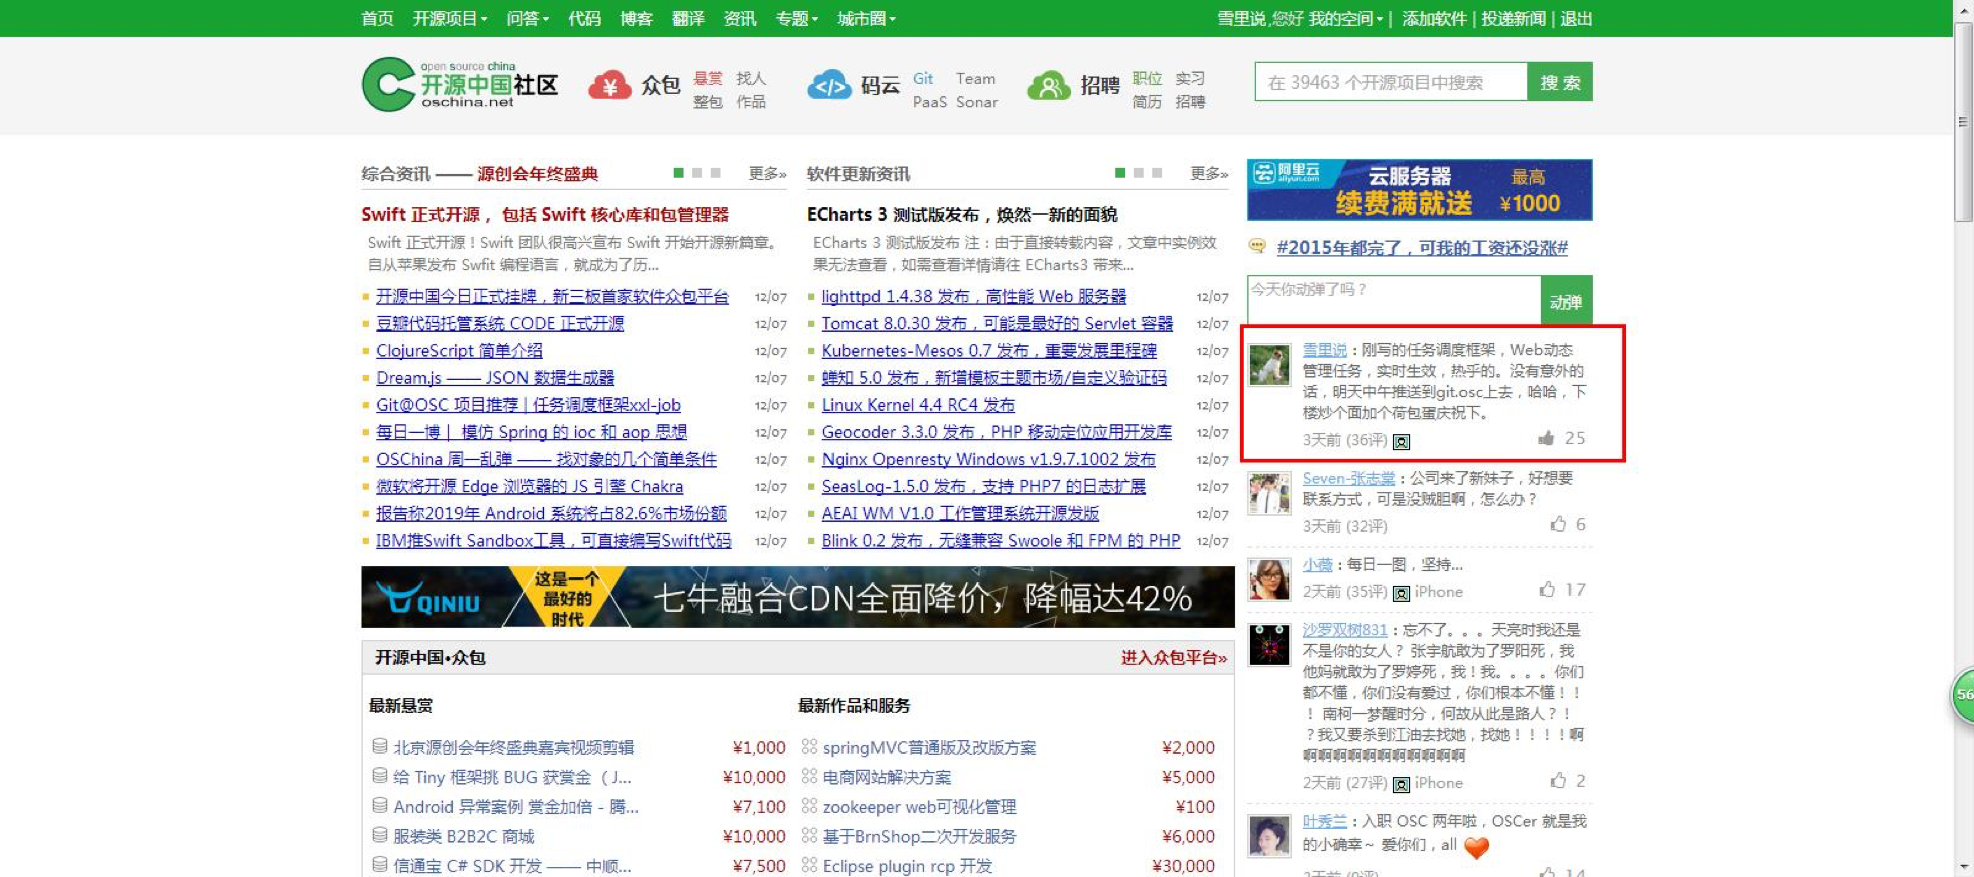 首页 开源项目 问答 代码 博客 翻译 资讯 专题 城市圈 雪里说,您好 我的空间 | 添加软件 | 投递新闻 | 退出
open source china
开源中国社区
oschina.net
众包 悬赏 找人
整包 作品
码云 Git Team
PaaS Sonar
招聘 职位 实习
简历 招聘
在 39463 个开源项目中搜索 搜 索
综合资讯 —— 源创会年终盛典 更多»
Swift 正式开源，包括 Swift 核心库和包管理器
Swift 正式开源！Swift 团队很高兴宣布 Swift 开始开源新篇章。
自从苹果发布 Swfit 编程语言，就成为了历...
开源中国今日正式挂牌，新三板首家软件众包平台 12/07
豆瓣代码托管系统 CODE 正式开源 12/07
ClojureScript 简单介绍 12/07
Dream.js —— JSON 数据生成器 12/07
Git@OSC 项目推荐 | 任务调度框架xxl-job 12/07
每日一博｜ 模仿 Spring 的 ioc 和 aop 思想 12/07
OSChina 周一乱弹 —— 找对象的几个简单条件 12/07
微软将开源 Edge 浏览器的 JS 引擎 Chakra 12/07
报告称2019年 Android 系统将占82.6%市场份额 12/07
IBM推Swift Sandbox工具，可直接编写Swift代码 12/07
软件更新资讯 更多»
ECharts 3 测试版发布，焕然一新的面貌
ECharts 3 测试版发布 注：由于直接转载内容，文章中实例效
果无法查看，如需查看详情请往 ECharts3 带来...
lighttpd 1.4.38 发布，高性能 Web 服务器 12/07
Tomcat 8.0.30 发布，可能是最好的 Servlet 容器 12/07
Kubernetes-Mesos 0.7 发布，重要发展里程碑 12/07
蝉知 5.0 发布，新增模板主题市场/自定义验证码 12/07
Linux Kernel 4.4 RC4 发布 12/07
Geocoder 3.3.0 发布，PHP 移动定位应用开发库 12/07
Nginx Openresty Windows v1.9.7.1002 发布 12/07
SeasLog-1.5.0 发布，支持 PHP7 的日志扩展 12/07
AEAI WM V1.0 工作管理系统开源发版 12/07
Blink 0.2 发布，无缝兼容 Swoole 和 FPM 的 PHP 12/07
QINIU 这是一个
最好的
时代
七牛融合CDN全面降价，降幅达42%
开源中国•众包 进入众包平台»
最新悬赏
北京源创会年终盛典嘉宾视频剪辑 ¥1,000
给 Tiny 框架挑 BUG 获赏金（J... ¥10,000
Android 异常案例 赏金加倍 - 腾... ¥7,100
服装类 B2B2C 商城 ¥10,000
信通宝 C# SDK 开发 —— 中顺... ¥7,500
最新作品和服务
springMVC普通版及改版方案 ¥2,000
电商网站解决方案 ¥5,000
zookeeper web可视化管理 ¥100
基于BrnShop二次开发服务 ¥6,000
Eclipse plugin rcp 开发 ¥30,000
阿里云
aliyun.com
云服务器 最高
续费满就送 ¥1000
#2015年都完了，可我的工资还没涨#
今天你动弹了吗？ 动弹
雪里说：刚写的任务调度框架，Web动态
管理任务，实时生效，热乎的。没有意外的
话，明天中午推送到git.osc上去，哈哈，下
楼炒个面加个荷包蛋庆祝下。
3天前 (36评) 25
Seven-张志棠：公司来了新妹子，好想要
联系方式，可是没贼胆啊，怎么办？
3天前 (32评) 6
小薇：每日一图，坚持...
2天前 (35评) iPhone 17
沙罗双树831：忘不了。。。天亮时我还是
不是你的女人？ 张宇航敢为了罗阳死，我
他妈就敢为了罗婷死，我！我。。。。你们
都不懂，你们没有爱过，你们根本不懂！！
！ 南柯一梦醒时分，何故从此是路人？！
？我又要杀到江油去找她，找她！！！！啊
啊啊啊啊啊啊啊啊啊啊啊
2天前 (27评) iPhone 2
叶秀兰：入职 OSC 两年啦，OSCer 就是我
的小确幸～ 爱你们，all
56